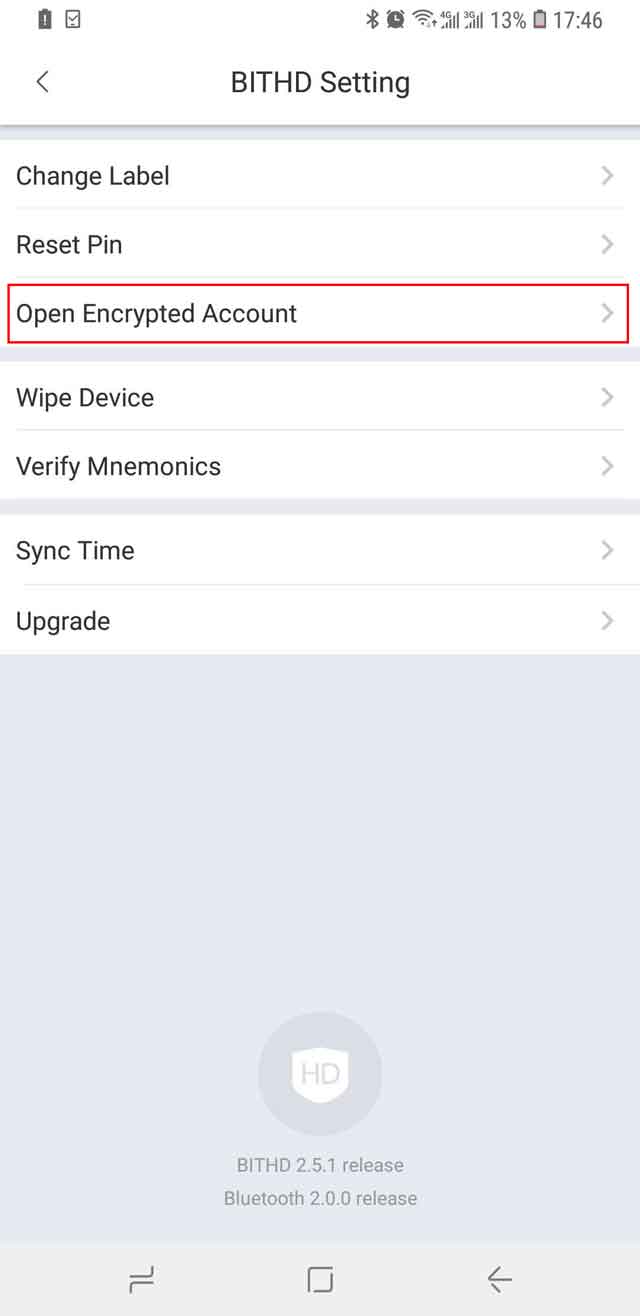 4G 3G 13% 17:46
BITHD Setting
Change Label
Reset Pin
Open Encrypted Account
Wipe Device
Verify Mnemonics
Sync Time
Upgrade
HD
BITHD 2.5.1 release
Bluetooth 2.0.0 release